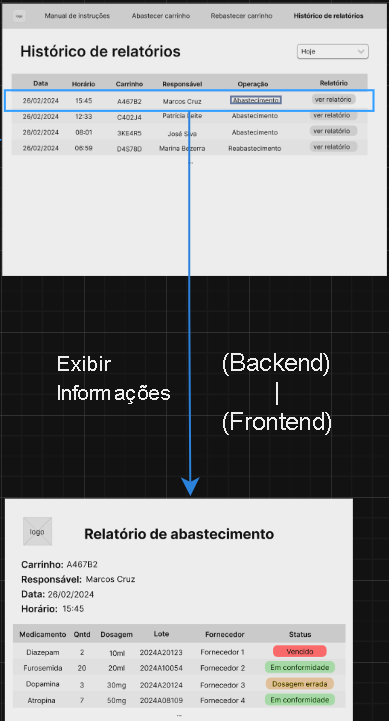 logo Manual de instruções Abastecer carrinho Rebastecer carrinho Histórico de relatórios
Histórico de relatórios
Hoje
Data Horário Carrinho Responsável Operação Relatório
26/02/2024 15:45 A467B2 Marcos Cruz Abastecimento ver relatório
26/02/2024 12:33 C402J4 Patrícia Leite Abastecimento ver relatório
26/02/2024 08:01 3KE4R5 José Siva Abastecimento ver relatório
26/02/2024 06:59 D4S78D Marina Bezerra Reabastecimento ver relatório
...
Exibir
Informações
(Backend)
|
(Frontend)
logo
Relatório de abastecimento
Carrinho: A467B2
Responsável: Marcos Cruz
Data: 26/02/2024
Horário: 15:45
Medicamento Qntd Dosagem Lote Fornecedor Status
Diazepam 2 10ml 2024A20123 Fornecedor 1 Vencido
Furosemida 20 20ml 2024A10054 Fornecedor 2 Em conformidade
Dopamina 3 30mg 2024A20124 Fornecedor 3 Dosagem errada
Atropina 7 50mg 2024A08109 Fornecedor 4 Em conformidade
...